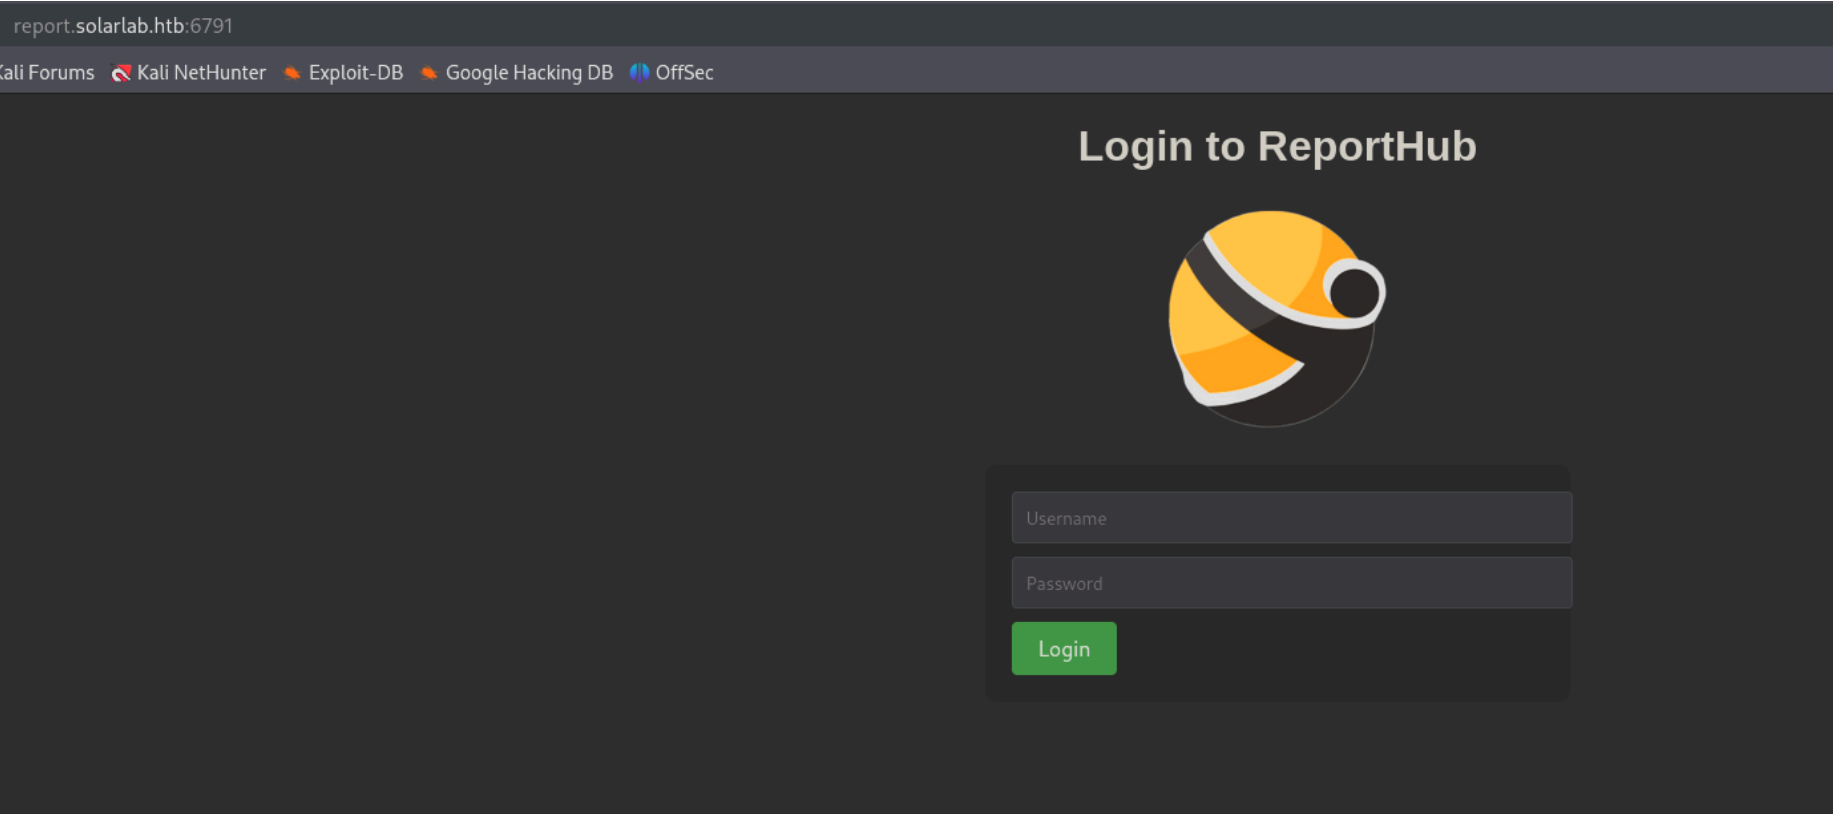 report.solarlab.htb:6791
Kali Forums Kali NetHunter Exploit-DB Google Hacking DB OffSec
Login to ReportHub
Username
Password
Login